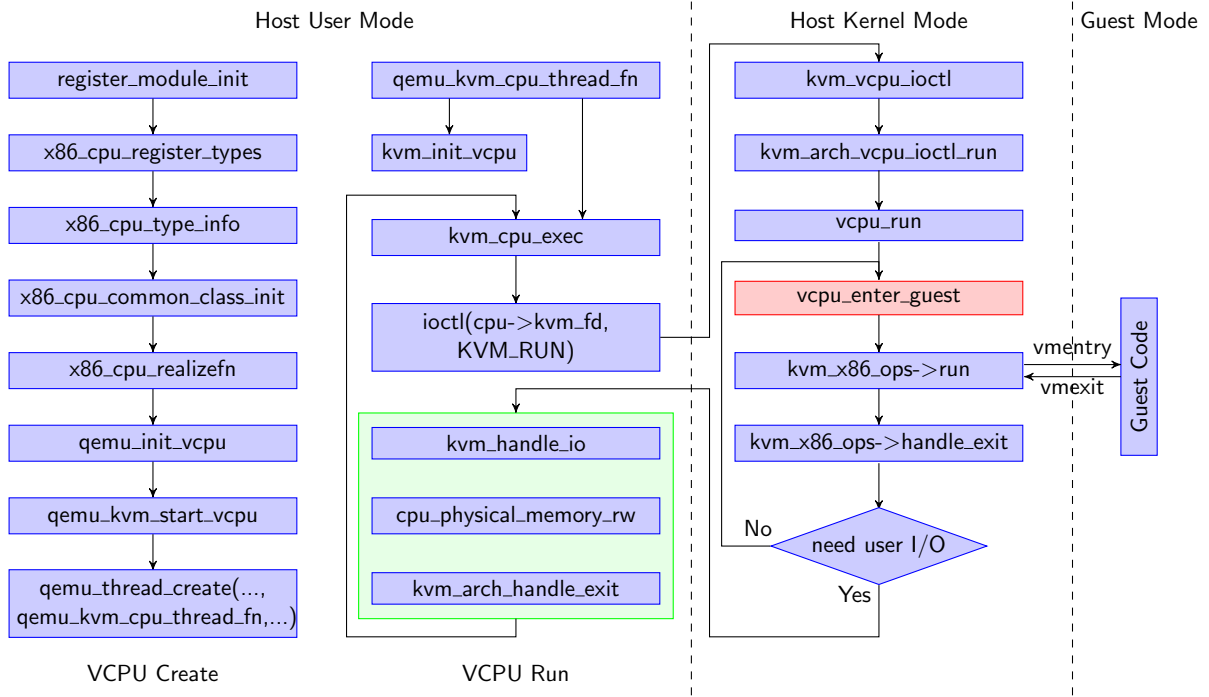 Host User Mode
Host Kernel Mode
Guest Mode
register_module_init
x86_cpu_register_types
x86_cpu_type_info
x86_cpu_common_class_init
x86_cpu_realizefn
qemu_init_vcpu
qemu_kvm_start_vcpu
qemu_thread_create(...,
qemu_kvm_cpu_thread_fn,...)
VCPU Create
qemu_kvm_cpu_thread_fn
kvm_init_vcpu
kvm_cpu_exec
ioctl(cpu->kvm_fd,
KVM_RUN)
kvm_handle_io
cpu_physical_memory_rw
kvm_arch_handle_exit
VCPU Run
kvm_vcpu_ioctl
kvm_arch_vcpu_ioctl_run
vcpu_run
vcpu_enter_guest
kvm_x86_ops->run
kvm_x86_ops->handle_exit
need user I/O
No
Yes
vmentry
vmexit
Guest Code